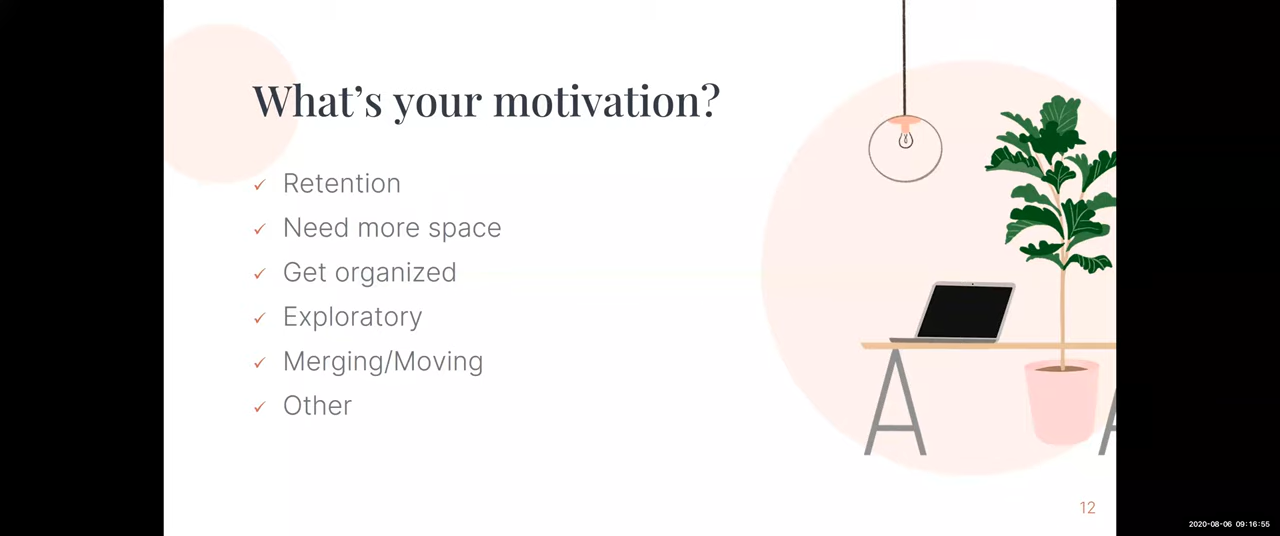 What's your motivation?
✓ Retention
✓ Need more space
✓ Get organized
✓ Exploratory
✓ Merging/Moving
✓ Other
12
2020-08-06 09:16:55